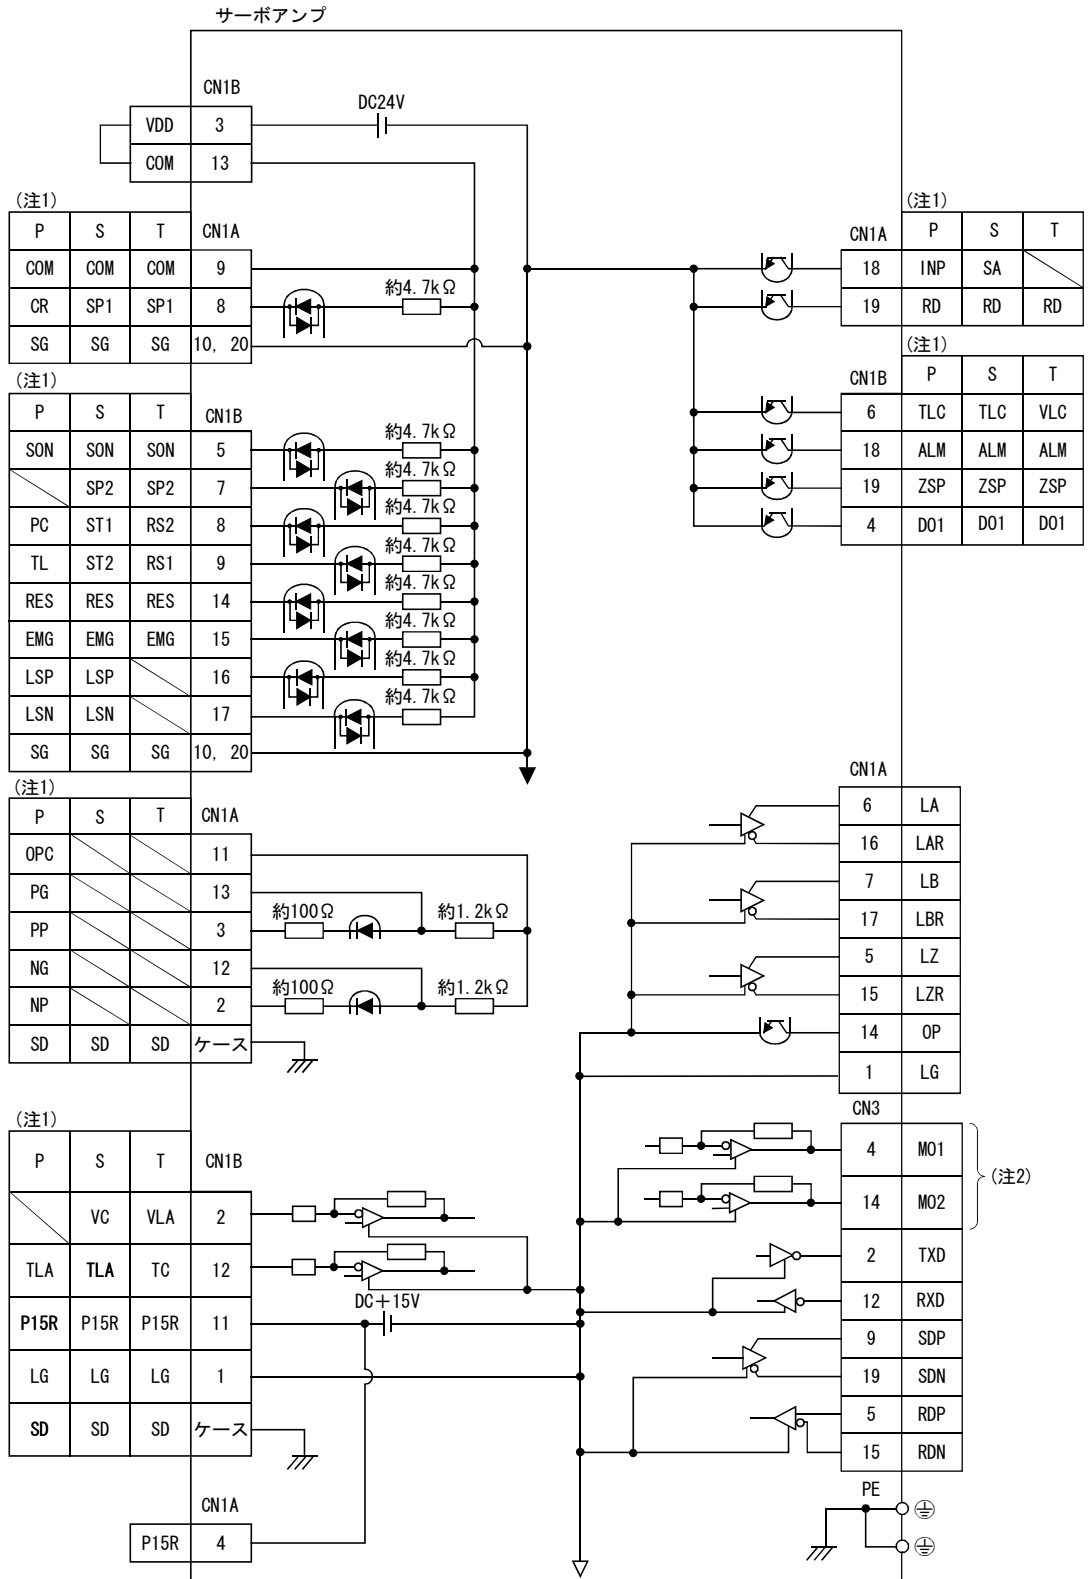 サーボアンプ
CN1B
DC24V
VDD 3
COM 13
(注1)
P S T CN1A
COM COM COM 9
CR SP1 SP1 8 約4.7kΩ
SG SG SG 10, 20
(注1)
P S T CN1B
SON SON SON 5 約4.7kΩ
SP2 SP2 7 約4.7kΩ
PC ST1 RS2 8 約4.7kΩ
TL ST2 RS1 9 約4.7kΩ
RES RES RES 14 約4.7kΩ
EMG EMG EMG 15 約4.7kΩ
LSP LSP 16 約4.7kΩ
LSN LSN 17 約4.7kΩ
SG SG SG 10, 20
(注1)
P S T CN1A
OPC 11
PG 13
PP 3 約100Ω 約1.2kΩ
NG 12
NP 2 約100Ω 約1.2kΩ
SD SD SD ケース
(注1)
P S T CN1B
VC VLA 2
TLA TLA TC 12
P15R P15R P15R 11 DC+15V
LG LG LG 1
SD SD SD ケース
CN1A
P15R 4
(注1)
CN1A P S T
18 INP SA
19 RD RD RD
(注1)
CN1B P S T
6 TLC TLC VLC
18 ALM ALM ALM
19 ZSP ZSP ZSP
4 DO1 DO1 DO1
CN1A
6 LA
16 LAR
7 LB
17 LBR
5 LZ
15 LZR
14 OP
1 LG
CN3
4 MO1
(注2)
14 MO2
2 TXD
12 RXD
9 SDP
19 SDN
5 RDP
15 RDN
PE